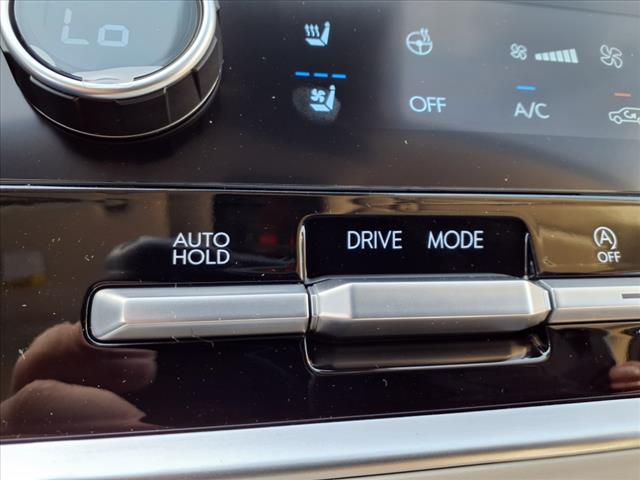 Lo
OFF
A/C
AUTO
HOLD
DRIVE MODE
A
OFF